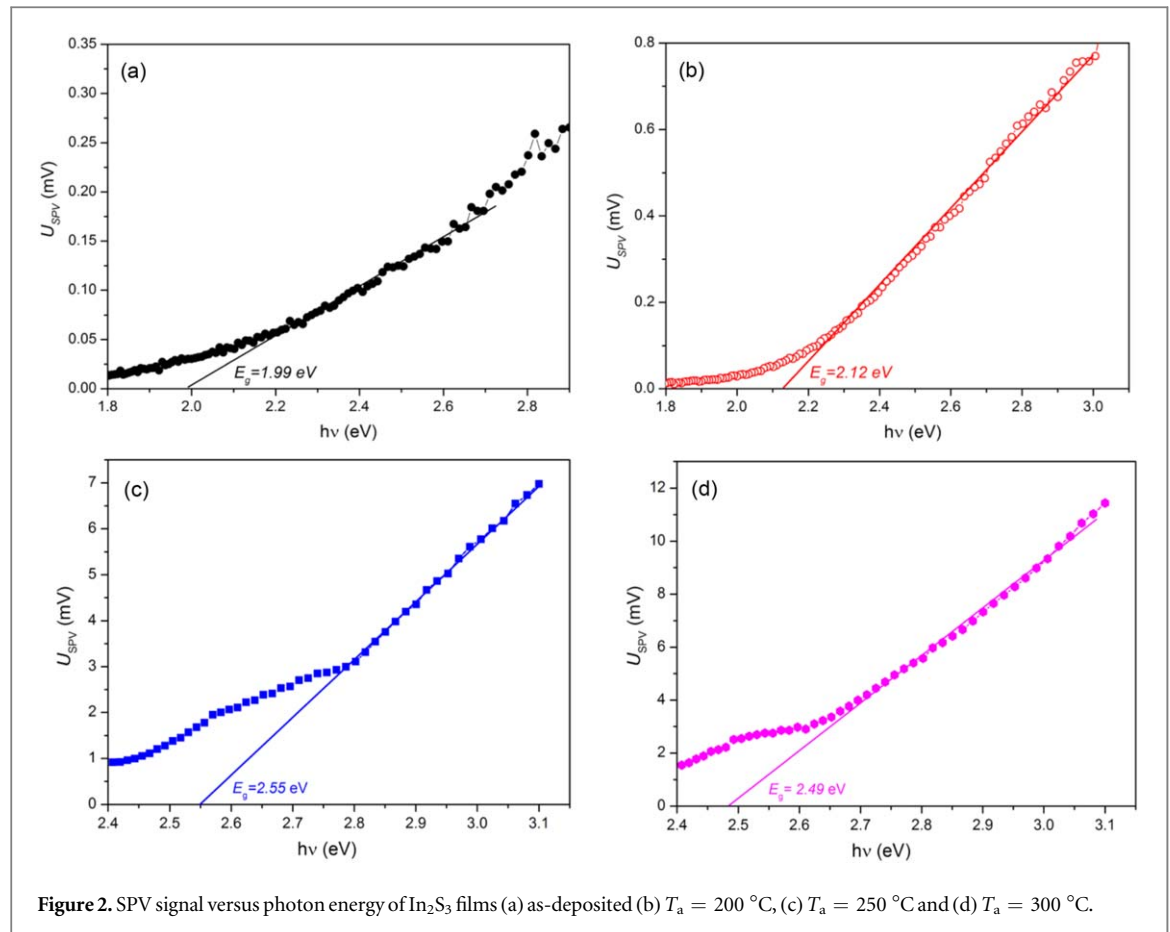 (a)
0.35
0.30
0.25
0.20
0.15
0.10
0.05
0.00
U_SPV (mV)
E_g=1.99 eV
1.8 2.0 2.2 2.4 2.6 2.8
hν (eV)
(b)
0.8
0.6
0.4
0.2
0.0
U_SPV (mV)
E_g=2.12 eV
1.8 2.0 2.2 2.4 2.6 2.8 3.0
hν (eV)
(c)
7
6
5
4
3
2
1
0
U_SPV (mV)
E_g=2.55 eV
2.4 2.5 2.6 2.7 2.8 2.9 3.0 3.1
hν (eV)
(d)
12
10
8
6
4
2
0
U_SPV (mV)
E_g= 2.49 eV
2.4 2.5 2.6 2.7 2.8 2.9 3.0 3.1
hν (eV)
Figure 2. SPV signal versus photon energy of In₂S₃ films (a) as-deposited (b) Tₐ = 200 °C, (c) Tₐ = 250 °C and (d) Tₐ = 300 °C.